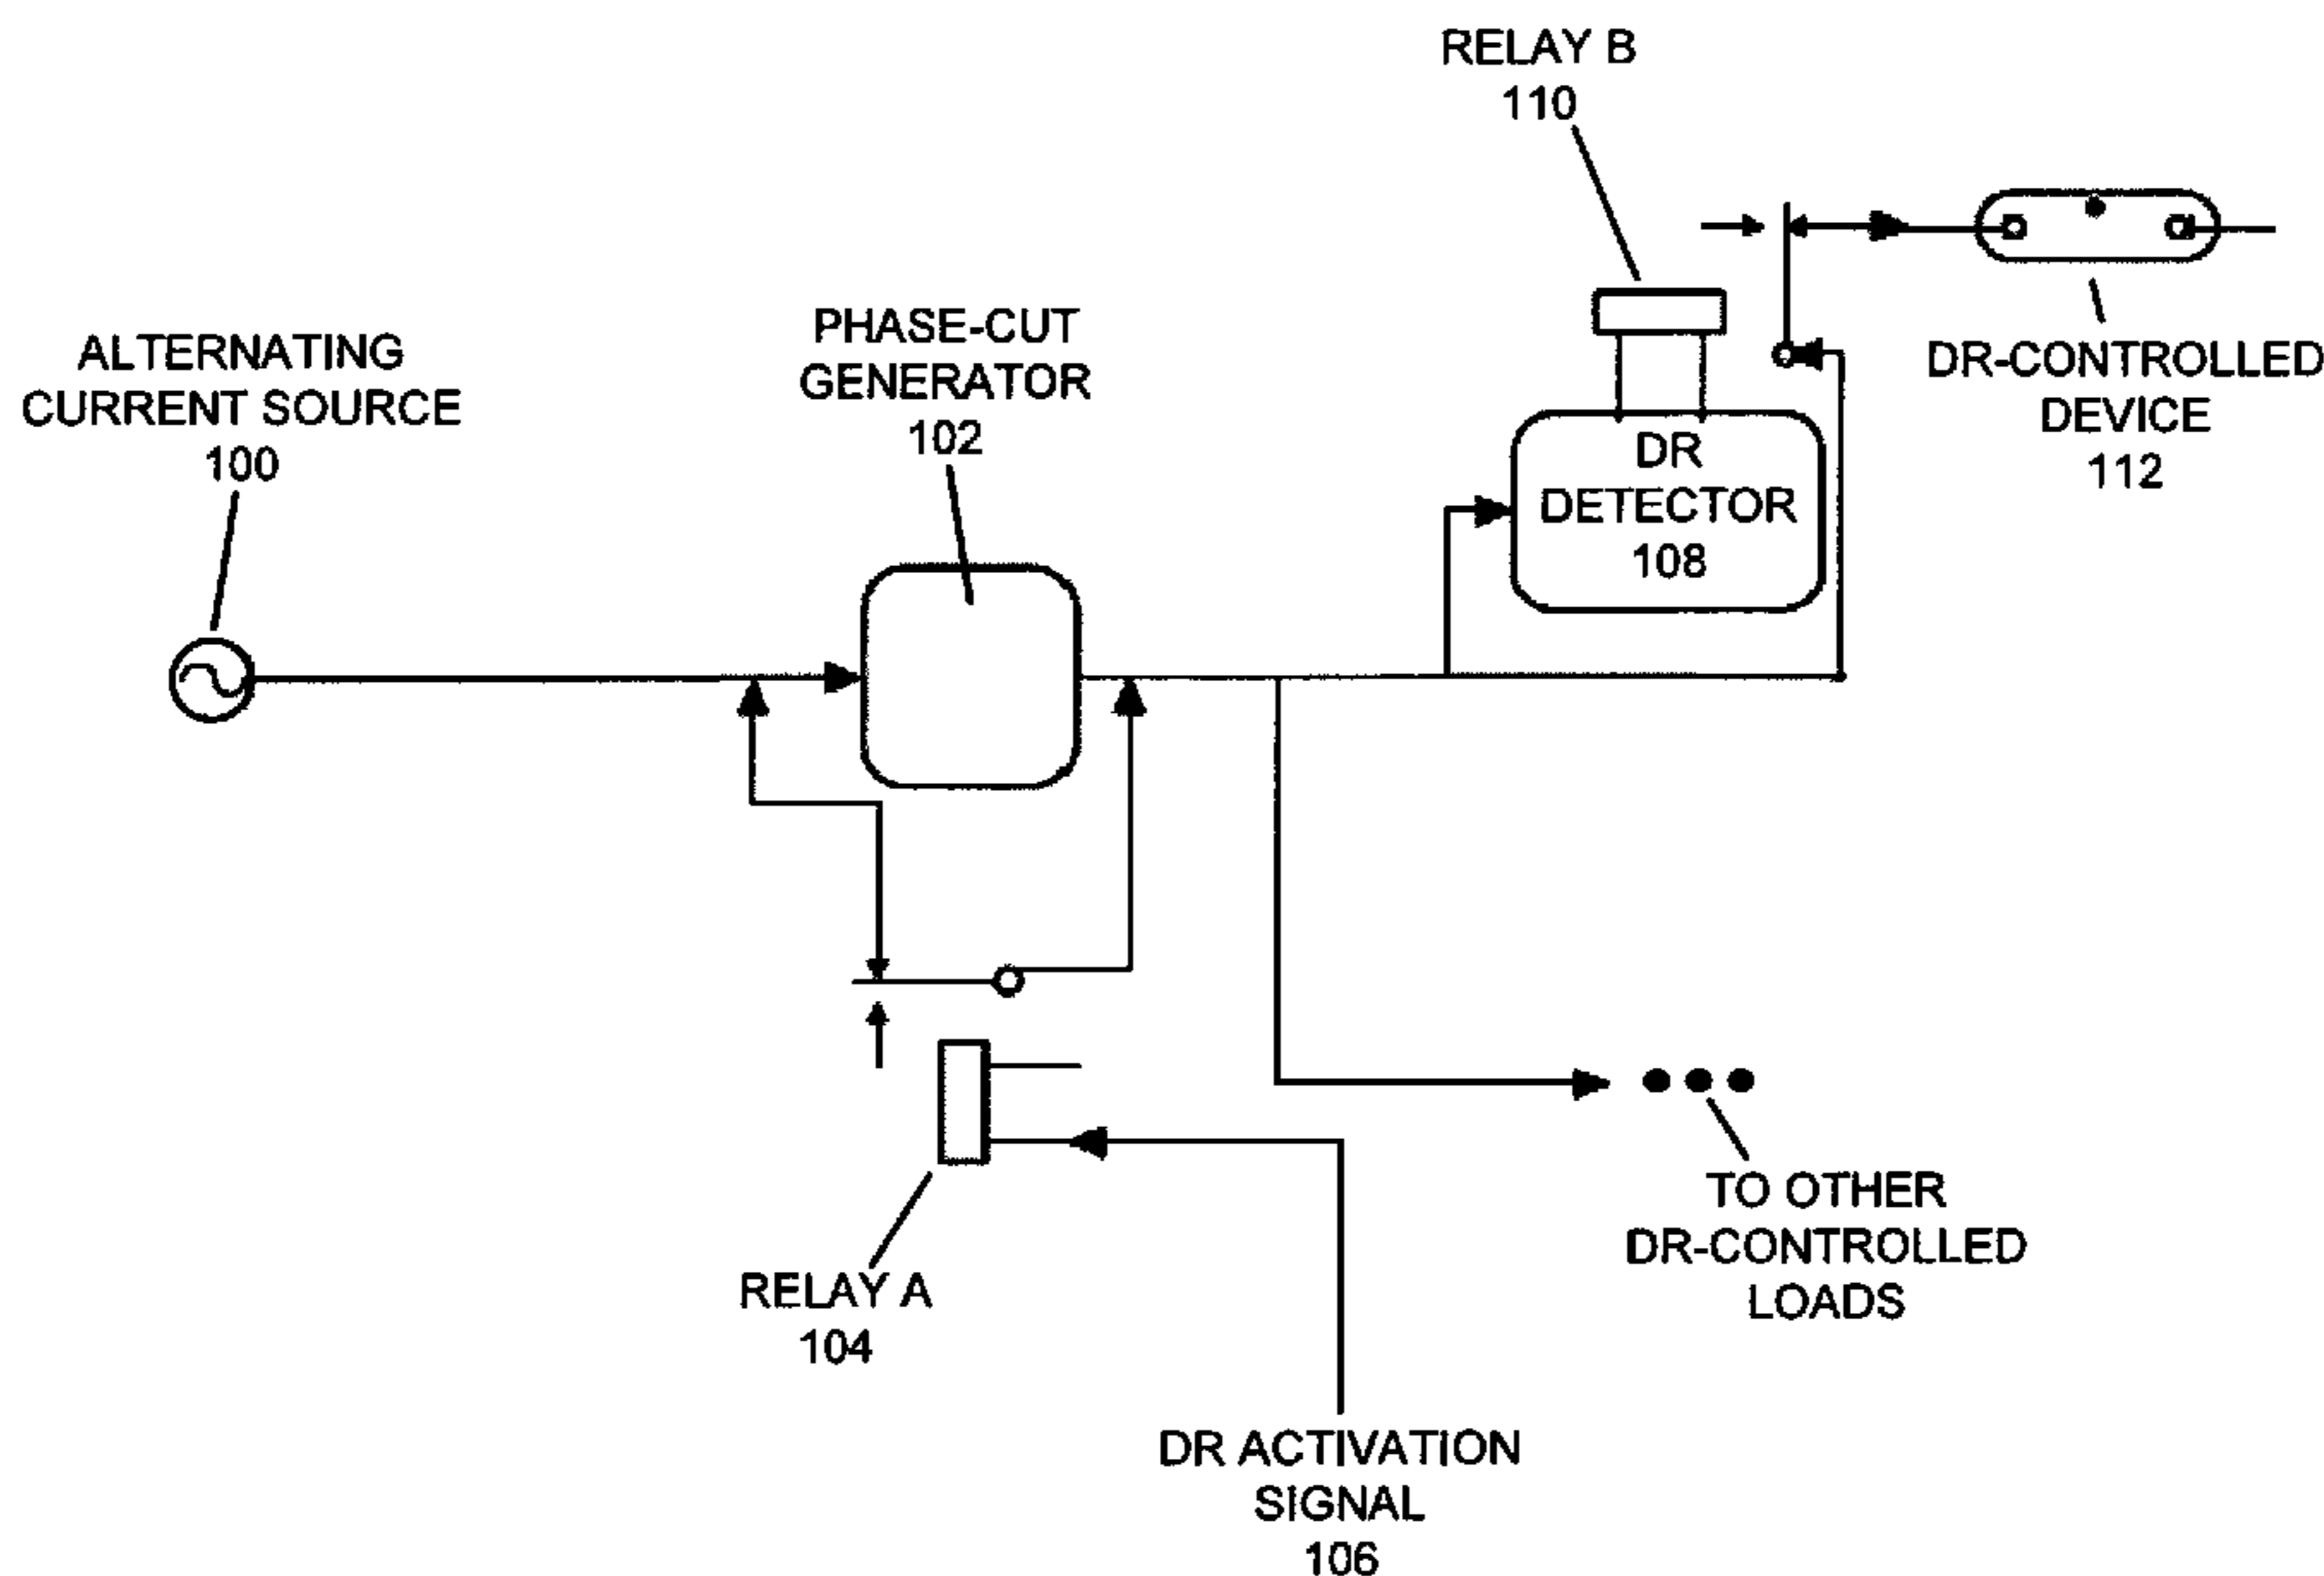 RELAY B
110
ALTERNATING
CURRENT SOURCE
100
PHASE-CUT
GENERATOR
102
DR-CONTROLLED
DEVICE
112
DR
DETECTOR
108
RELAY A
104
TO OTHER
DR-CONTROLLED
LOADS
DR ACTIVATION
SIGNAL
106